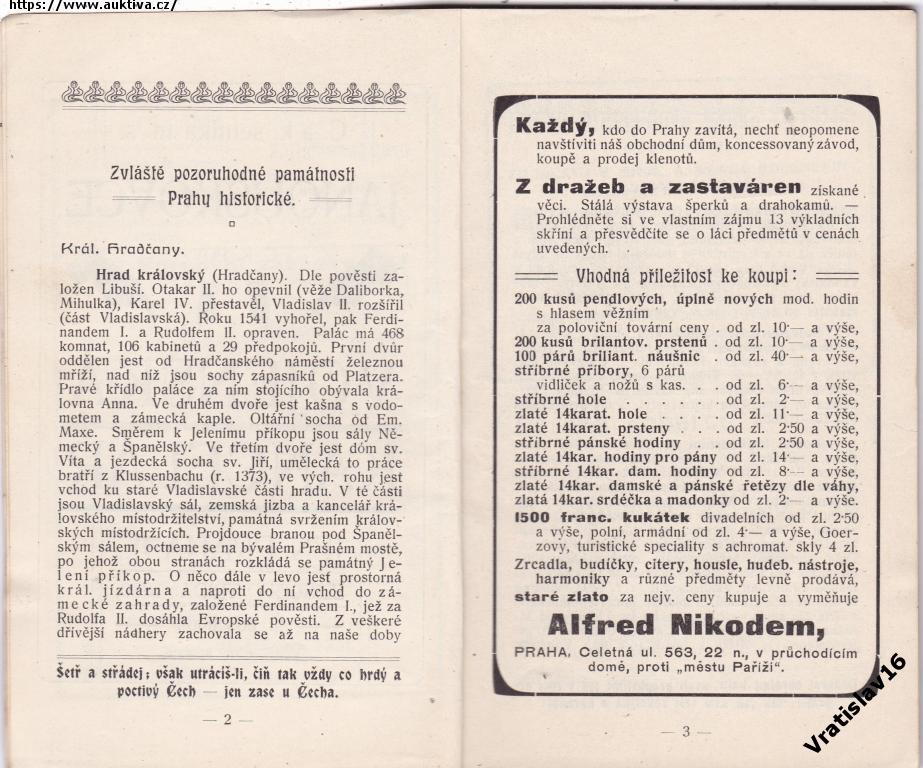 https://www.auktiva.cz/
Zvláště pozoruhodné památnosti
Prahy historické.
Král. Hradčany.
Hrad královský (Hradčany). Dle pověsti za-
ložen Libuší. Otakar II. ho opevnil (věže Daliborka,
Mihulka), Karel IV. přestavěl, Vladislav II. rozšířil
(část Vladislavská). Roku 1541 vyhořel, pak Ferdi-
nandem I. a Rudolfem II. opraven. Palác má 468
komnat, 106 kabinetů a 29 předpokojů. První dvůr
oddělen jest od Hradčanského náměstí železnou
mříží, nad níž jsou sochy zápasníků od Platzera.
Pravé křídlo paláce za ním stojícího obývala krá-
lovna Anna. Ve druhém dvoře jest kašna s vodo-
metem a zámecká kaple. Oltářní socha od Em.
Maxe. Směrem k Jelenímu příkopu jsou sály Ně-
mecký a Španělský. Ve třetím dvoře jest dóm sv.
Víta a jezdecká socha sv. Jiří, umělecká to práce
bratří z Klussenbachu (r. 1373), ve vých. rohu jest
vchod ku staré Vladislavské části hradu. V té části
jsou Vladislavský sál, zemská jizba a kancelář krá-
lovského místodržitelství, památná svržením králov-
ských místodržících. Projdouce branou pod Španěl-
ským sálem, octneme se na bývalém Prašném mostě,
po jehož obou stranách rozkládá se památný Je-
lení příkop. O něco dále v levo jest prostorná
král. jízdárna a naproti do ní vchod do zá-
mecké zahrady, založené Ferdinandem I., jež za
Rudolfa II. dosáhla Evropské pověsti. Z veškeré
dřívější nádhery zachovala se až na naše doby
Šetř a střádej; však utrácíš-li, čiň tak vždy co hrdý a
poctivý Čech — jen zase u Čecha.
— 2 —
Každý, kdo do Prahy zavítá, nechť neopomene
navštíviti náš obchodní dům, koncessovaný závod,
koupě a prodej klenotů.
Z dražeb a zastaváren získané
věci. Stálá výstava šperků a drahokamů. —
Prohlédněte si ve vlastním zájmu 13 výkladních
skříní a přesvědčíte se o láci předmětů v cenách
uvedených.
Vhodná příležitost ke koupi:
200 kusů pendlových, úplně nových mod. hodin
s hlasem věžním
za poloviční tovární ceny . od zl. 10·— a výše,
200 kusů brilantov. prstenů . od zl. 10·— a výše,
100 párů briliant. náušnic . od zl. 40·— a výše,
stříbrné příbory, 6 párů
vidliček a nožů s kas. . . od zl. 6·— a výše,
stříbrné hole . . . . . . od zl. 2·— a výše,
zlaté 14karat. hole . . . . . od zl. 11·— a výše,
zlaté 14karat. prsteny . . . od zl. 2·50 a výše,
stříbrné pánské hodiny . . od zl. 2·50 a výše,
zlaté 14kar. hodiny pro pány od zl. 14·— a výše,
stříbrné 14kar. dam. hodiny od zl. 8·— a výše,
zlaté 14kar. damské a pánské řetězy dle váhy,
zlatá 14kar. srdéčka a madonky od zl. 2·— a výše.
1500 franc. kukátek divadelních od zl. 2·50
a výše, polní, armádní od zl. 4·— a výše, Goer-
zovy, turistické speciality s achromat. skly 4 zl.
Zrcadla, budíčky, citery, housle, hudeb. nástroje,
harmoniky a různé předměty levně prodává,
staré zlato za nejv. ceny kupuje a vyměňuje
Alfred Nikodem,
PRAHA, Celetná ul. 563, 22 n., v průchodícím
domě, proti „městu Paříži".
— 3 —
Vratislav16